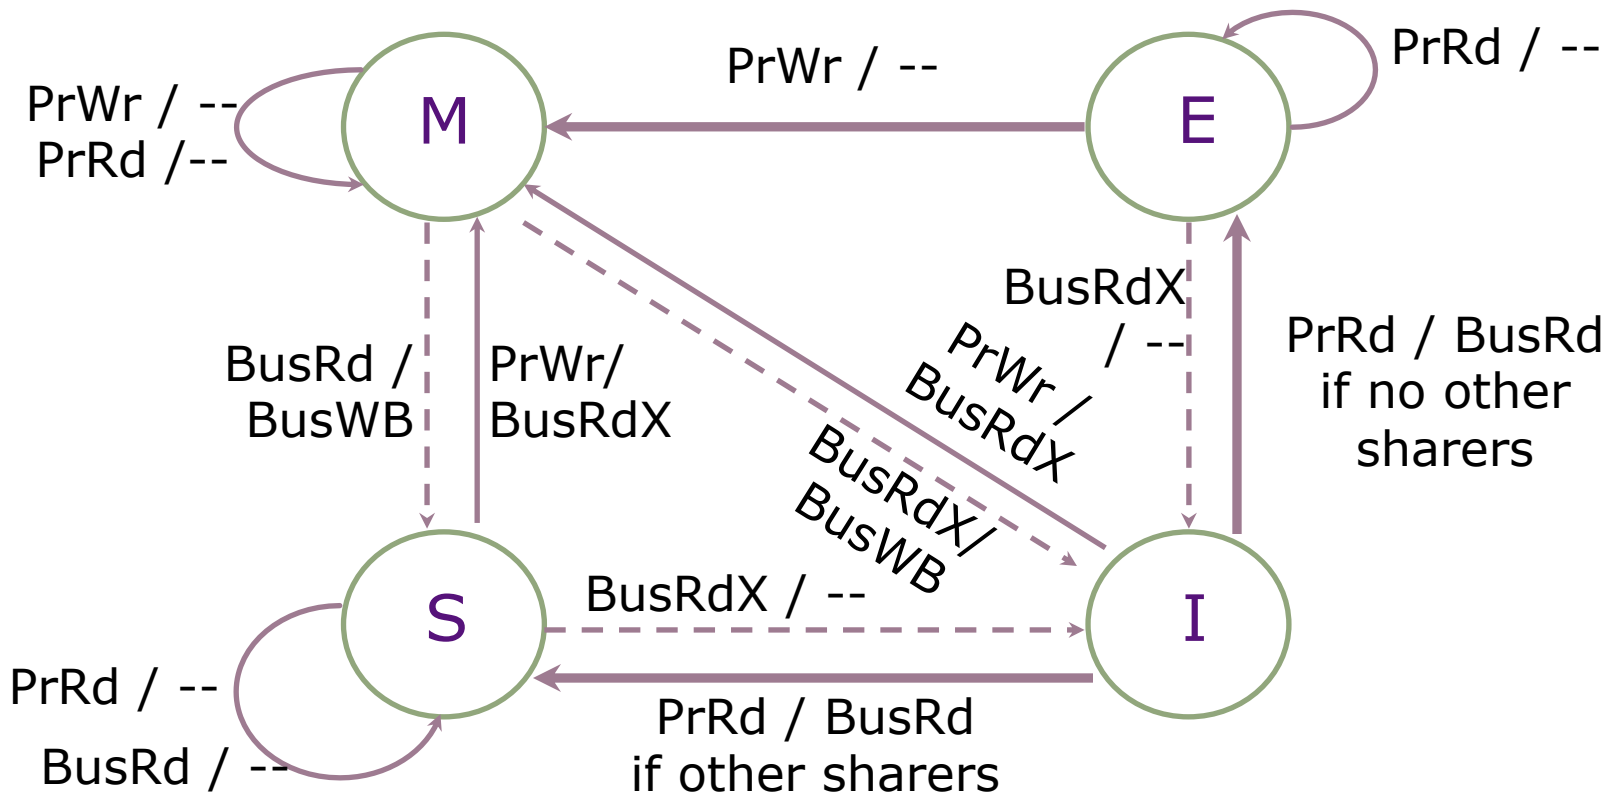 PrWr / --
PrRd /--
M
PrWr / --
E
PrRd / --
BusRd /
BusWB
PrWr/
BusRdX
BusRdX
/ --
PrWr /
BusRdX
BusRdX/
BusWB
PrRd / BusRd
if no other
sharers
S
BusRdX / --
I
PrRd / --
BusRd / --
PrRd / BusRd
if other sharers